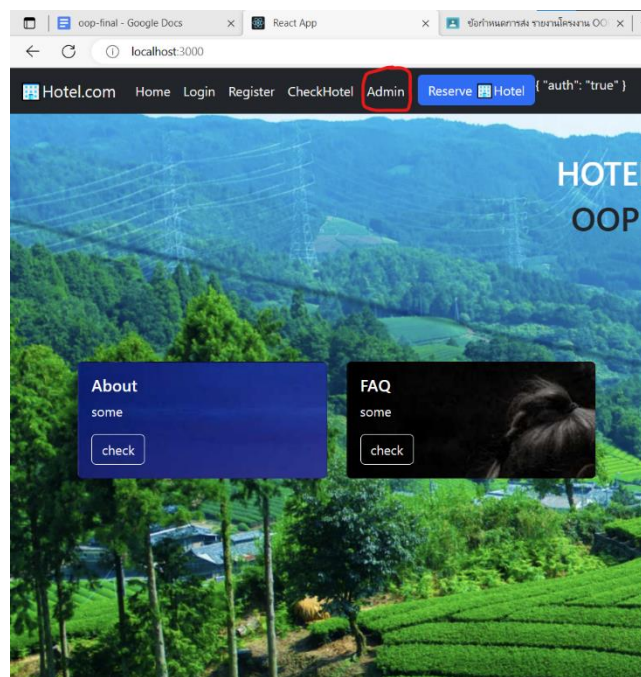 oop-final - Google Docs
React App
ข้อกำหนดการส่ง รายงานโครงงาน OO
localhost:3000
Hotel.com Home Login Register CheckHotel Admin Reserve Hotel { "auth": "true" }
HOTE
OOP
About
some
check
FAQ
some
check